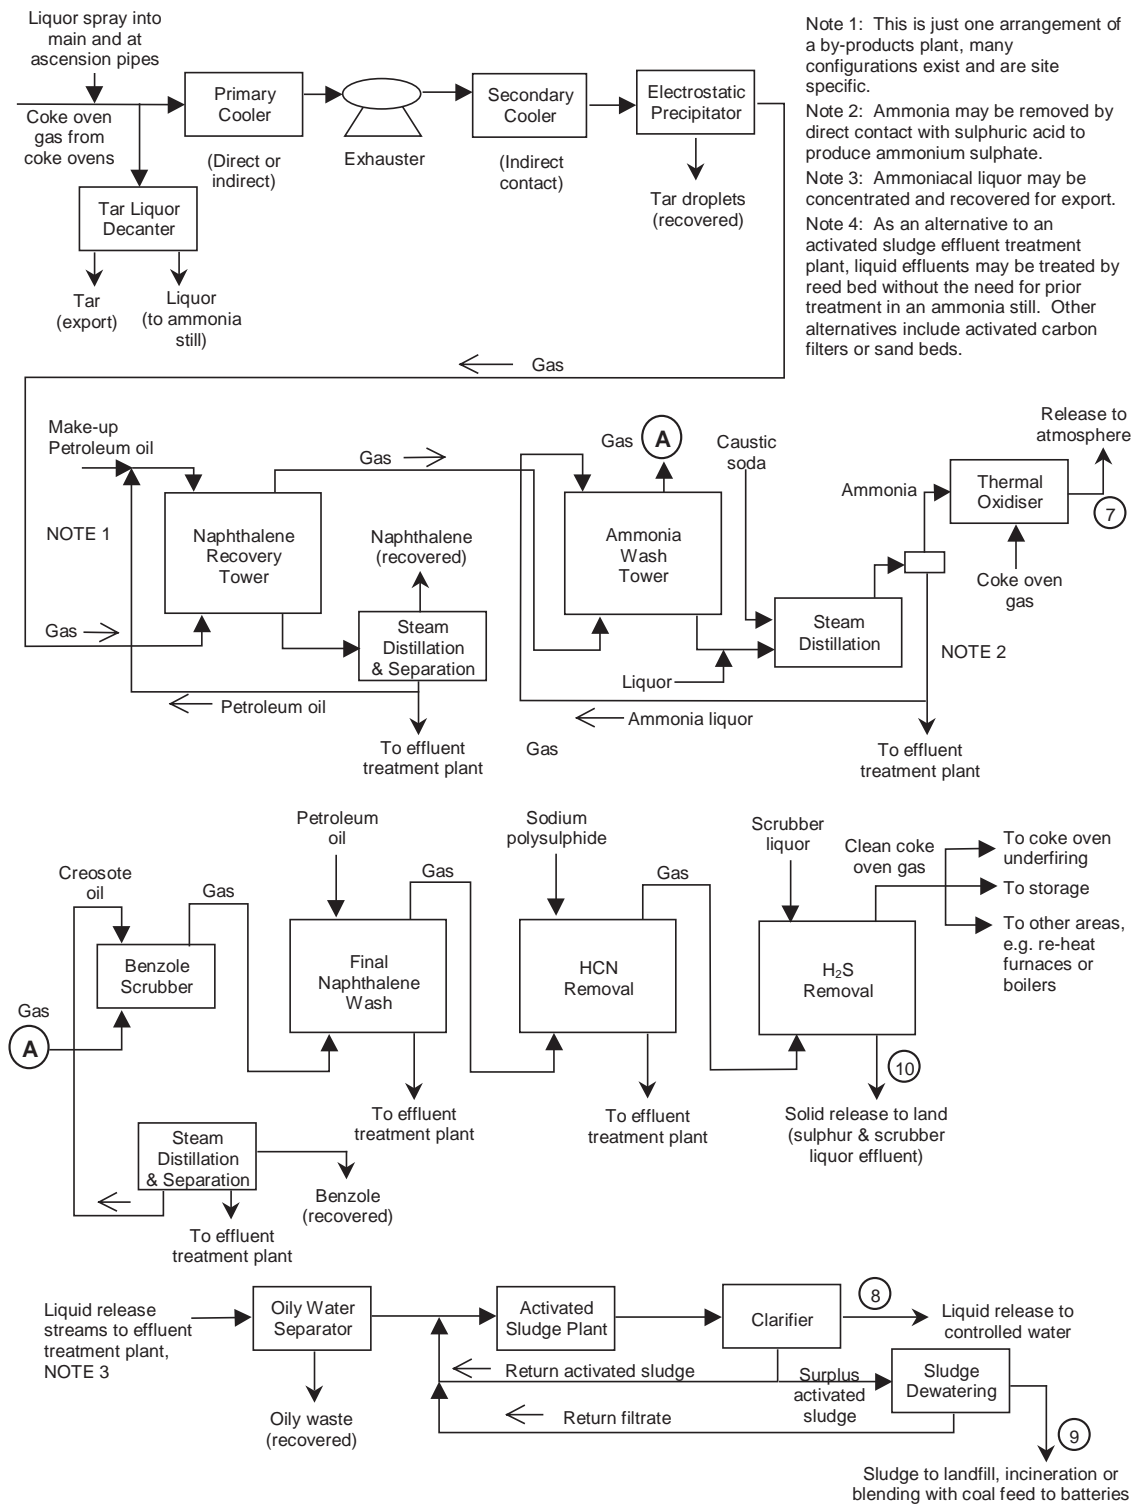 Liquor spray into
main and at
ascension pipes
Coke oven
gas from
coke ovens
Primary
Cooler
(Direct or
indirect)
Exhauster
Secondary
Cooler
(Indirect
contact)
Electrostatic
Precipitator
Tar droplets
(recovered)
Tar Liquor
Decanter
Tar
(export)
Liquor
(to ammonia
still)
Note 1: This is just one arrangement of
a by-products plant, many
configurations exist and are site
specific.
Note 2: Ammonia may be removed by
direct contact with sulphuric acid to
produce ammonium sulphate.
Note 3: Ammoniacal liquor may be
concentrated and recovered for export.
Note 4: As an alternative to an
activated sludge effluent treatment
plant, liquid effluents may be treated by
reed bed without the need for prior
treatment in an ammonia still. Other
alternatives include activated carbon
filters or sand beds.
Gas
Make-up
Petroleum oil
NOTE 1
Gas
Naphthalene
Recovery
Tower
Gas
Naphthalene
(recovered)
Steam
Distillation
& Separation
Petroleum oil
To effluent
treatment plant
Gas
A
Ammonia
Wash
Tower
Caustic
soda
Liquor
Steam
Distillation
Ammonia liquor
Gas
Ammonia
Thermal
Oxidiser
Release to
atmosphere
7
Coke oven
gas
NOTE 2
To effluent
treatment plant
Creosote
oil
Gas
A
Benzole
Scrubber
Gas
Petroleum
oil
Final
Naphthalene
Wash
To effluent
treatment plant
Gas
Sodium
polysulphide
HCN
Removal
To effluent
treatment plant
Gas
Scrubber
liquor
H₂S
Removal
Clean coke
oven gas
To coke oven
underfiring
To storage
To other areas,
e.g. re-heat
furnaces or
boilers
10
Solid release to land
(sulphur & scrubber
liquor effluent)
Steam
Distillation
& Separation
Benzole
(recovered)
To effluent
treatment plant
Liquid release
streams to effluent
treatment plant,
NOTE 3
Oily Water
Separator
Oily waste
(recovered)
Activated
Sludge Plant
Clarifier
8
Liquid release to
controlled water
Return activated sludge
Surplus
activated
sludge
Sludge
Dewatering
Return filtrate
9
Sludge to landfill, incineration or
blending with coal feed to batteries